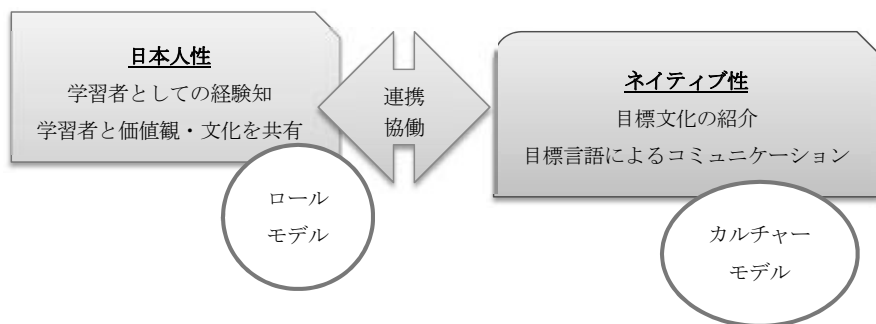 日本人性
学習者としての経験知
学習者と価値観・文化を共有
ロール
モデル
連携
協働
ネイティブ性
目標文化の紹介
目標言語によるコミュニケーション
カルチャー
モデル